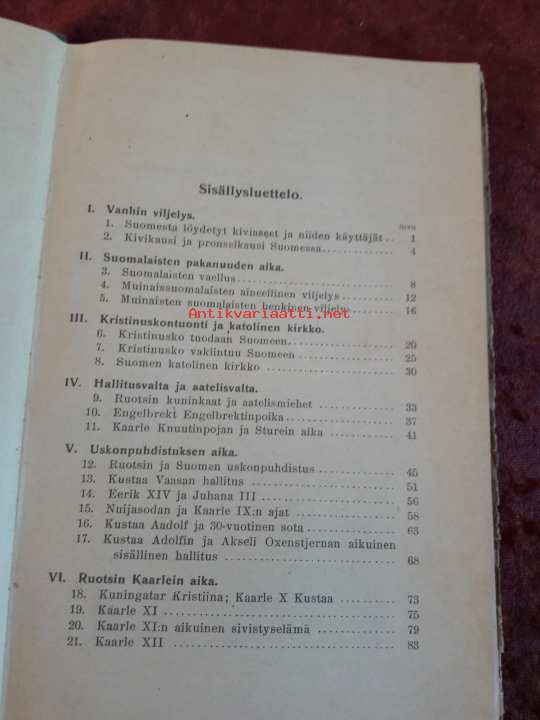 Sisällysluettelo.
Sivu
I. Vanhin viljelys.
1. Suomesta löydetyt kiviaseet ja niiden käyttäjät .. 1
2. Kivikausi ja pronssikausi Suomessa 4
II. Suomalaisten pakanuuden aika.
3. Suomalaisten vaellus 8
4. Muinaissuomalaisten aineellinen viljelys 12
5. Muinaisten suomalaisten henkinen viljelys 16
Antikvariaatti.net
III. Kristinuskontuonti ja katolinen kirkko.
6. Kristinusko tuodaan Suomeen 20
7. Kristinusko vakiintuu Suomeen 25
8. Suomen katolinen kirkko 30
IV. Hallitusvalta ja aatelisvalta.
9. Ruotsin kuninkaat ja aatelismiehet 33
10. Engelbrekt Engelbrektinpoika 37
11. Kaarle Knuutinpojan ja Sturein aika 41
V. Uskonpuhdistuksen aika.
12. Ruotsin ja Suomen uskonpuhdistus 45
13. Kustaa Vaasan hallitus 51
14. Eerik XIV ja Juhana III 56
15. Nuijasodan ja Kaarle IX:n ajat 58
16. Kustaa Aadolf ja 30-vuotinen sota 63
17. Kustaa Adolfin ja Akseli Oxenstjernan aikuinen
sisällinen hallitus 68
VI. Ruotsin Kaarlein aika.
18. Kuningatar Kristiina; Kaarle X Kustaa 73
19. Kaarle XI 75
20. Kaarle XI:n aikuinen sivistyselämä 79
21. Kaarle XII 83